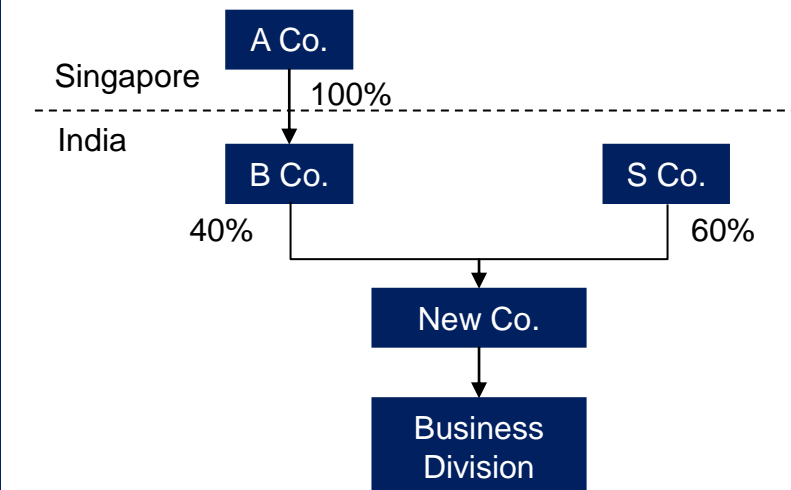 A Co.
Singapore
100%
India
B Co.
S Co.
40%
60%
New Co.
Business
Division